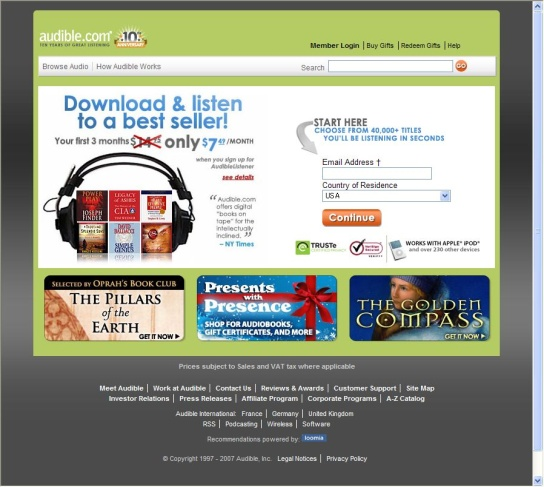 audible.com
TEN YEARS OF GREAT LISTENING
10
ANNIVERSARY
Member Login | Buy Gifts | Redeem Gifts | Help
Browse Audio | How Audible Works
Search
GO
Download & listen
to a best seller!
Your first 3 months only $7.49/MONTH
when you sign up for
AudibleListener
see details
POWER PLAY
JOSEPH FINDER
LEGACY of ASHES
CIA
SIMPLE GENIUS
"Audible.com
offers digital
"books on
tape" for the
intellectually
inclined."
– NY Times
START HERE
CHOOSE FROM 40,000+ TITLES
YOU'LL BE LISTENING IN SECONDS
Email Address †
Country of Residence
USA
Continue
TRUSTe
WORKS WITH APPLE® iPOD®
and over 230 other devices
SELECTED BY OPRAH'S BOOK CLUB
THE PILLARS
of the
EARTH
GET IT NOW
Presents
with
Presence
SHOP FOR AUDIOBOOKS,
GIFT CERTIFICATES, AND MORE
THE GOLDEN
COMPASS
GET IT NOW
Prices subject to Sales and VAT tax where applicable
Meet Audible | Work at Audible | Contact Us | Reviews & Awards | Customer Support | Site Map
Investor Relations | Press Releases | Affiliate Program | Corporate Programs | A-Z Catalog
Audible International: France | Germany | United Kingdom
RSS | Podcasting | Wireless | Software
Recommendations powered by: loomia
© Copyright 1997 - 2007 Audible, Inc. Legal Notices | Privacy Policy